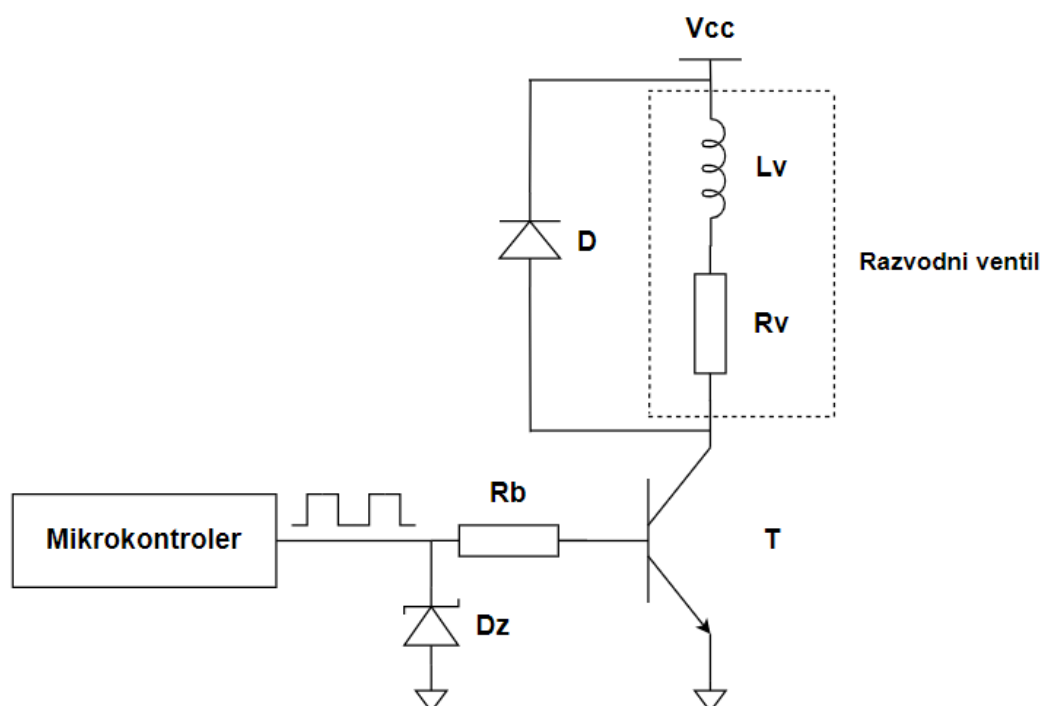 Vcc
Lv
D
Razvodni ventil
Rv
Rb
Mikrokontroler
T
Dz